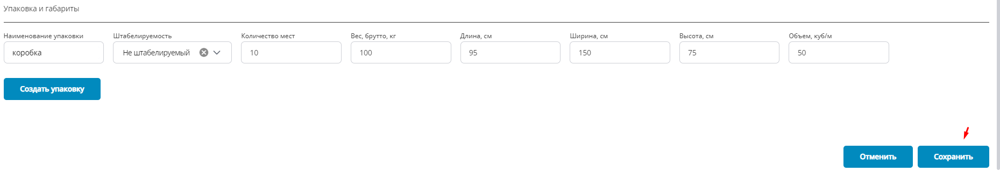 Упаковка и габариты
Наименование упаковки Штабелируемость Количество мест Вес, брутто, кг Длина, см Ширина, см Высота, см Объем, куб/м
коробка Не штабелируемый 10 100 95 150 75 50
Создать упаковку
Отменить Сохранить